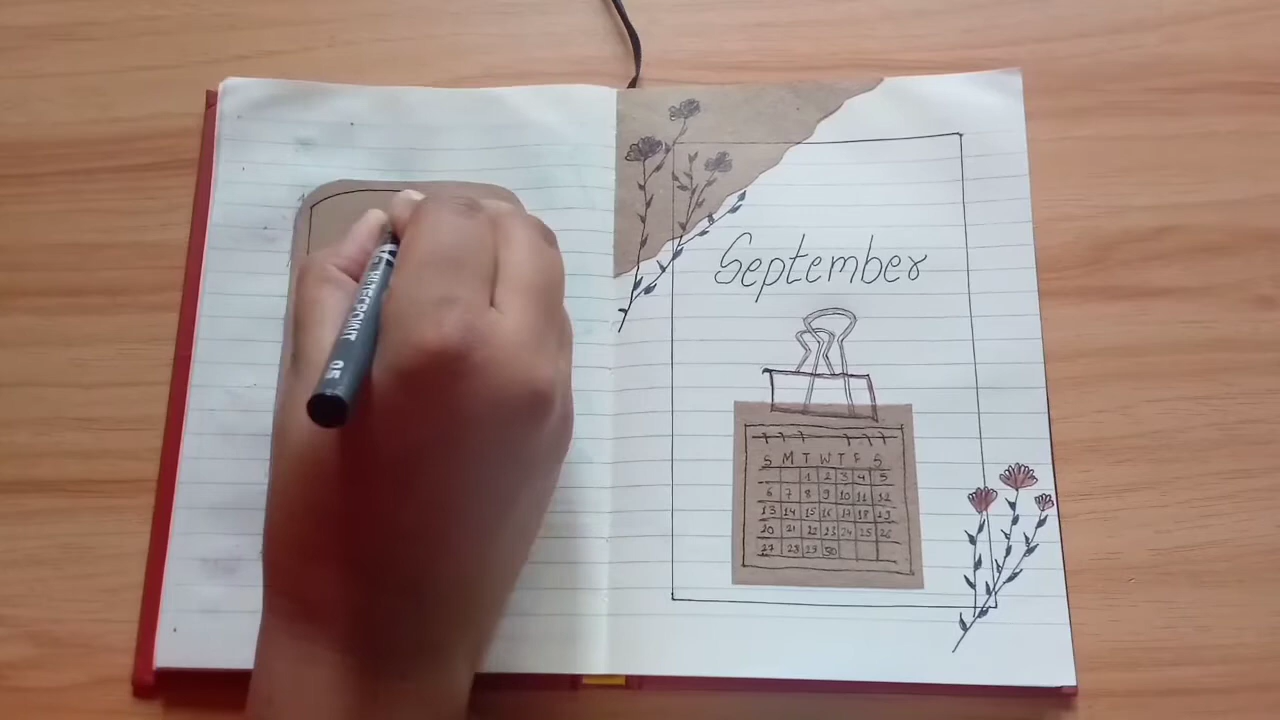 September
S M T W T F S
1 2 3 4 5
6 7 8 9 10 11 12
13 14 15 16 17 18 19
20 21 22 23 24 25 26
27 28 29 30
05